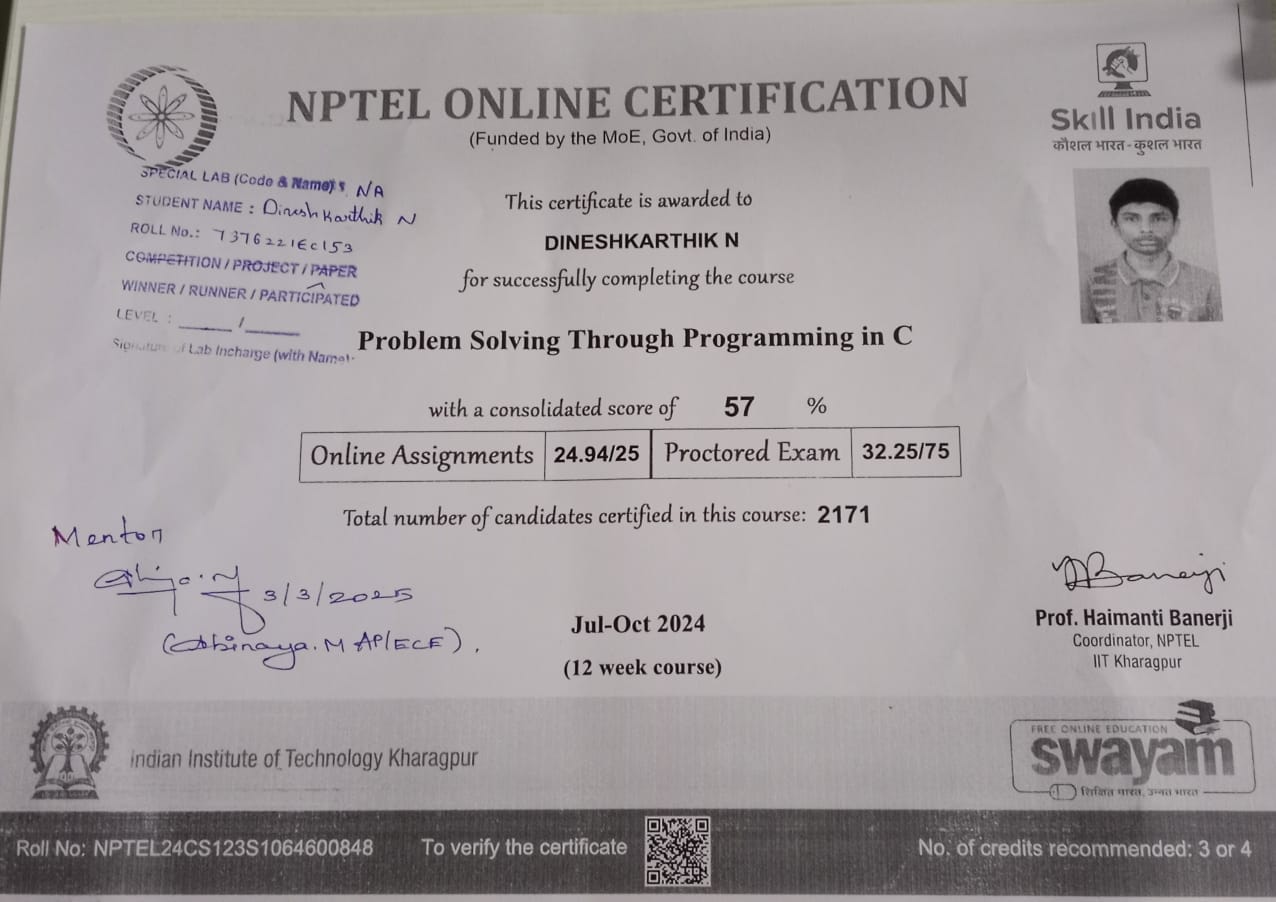 NPTEL ONLINE CERTIFICATION
(Funded by the MoE, Govt. of India)
Skill India
कौशल भारत - कुशल भारत
SPECIAL LAB (Code & Name) : NA
STUDENT NAME : Dinesh Karthik N
ROLL No.: 7376221EC153
COMPETITION / PROJECT / PAPER
WINNER / RUNNER / PARTICIPATED
LEVEL : ______ / ______
Signature of Lab Incharge (with Name):
This certificate is awarded to
DINESHKARTHIK N
for successfully completing the course
Problem Solving Through Programming in C
with a consolidated score of 57 %
Online Assignments 24.94/25 Proctored Exam 32.25/75
Total number of candidates certified in this course: 2171
Mentor
3/3/2025
(Abinaya. M AP/ECE).
Jul-Oct 2024
(12 week course)
Banerji
Prof. Haimanti Banerji
Coordinator, NPTEL
IIT Kharagpur
Indian Institute of Technology Kharagpur
FREE ONLINE EDUCATION
swayam
शिक्षित भारत, उन्नत भारत
Roll No: NPTEL24CS123S1064600848
To verify the certificate
No. of credits recommended: 3 or 4